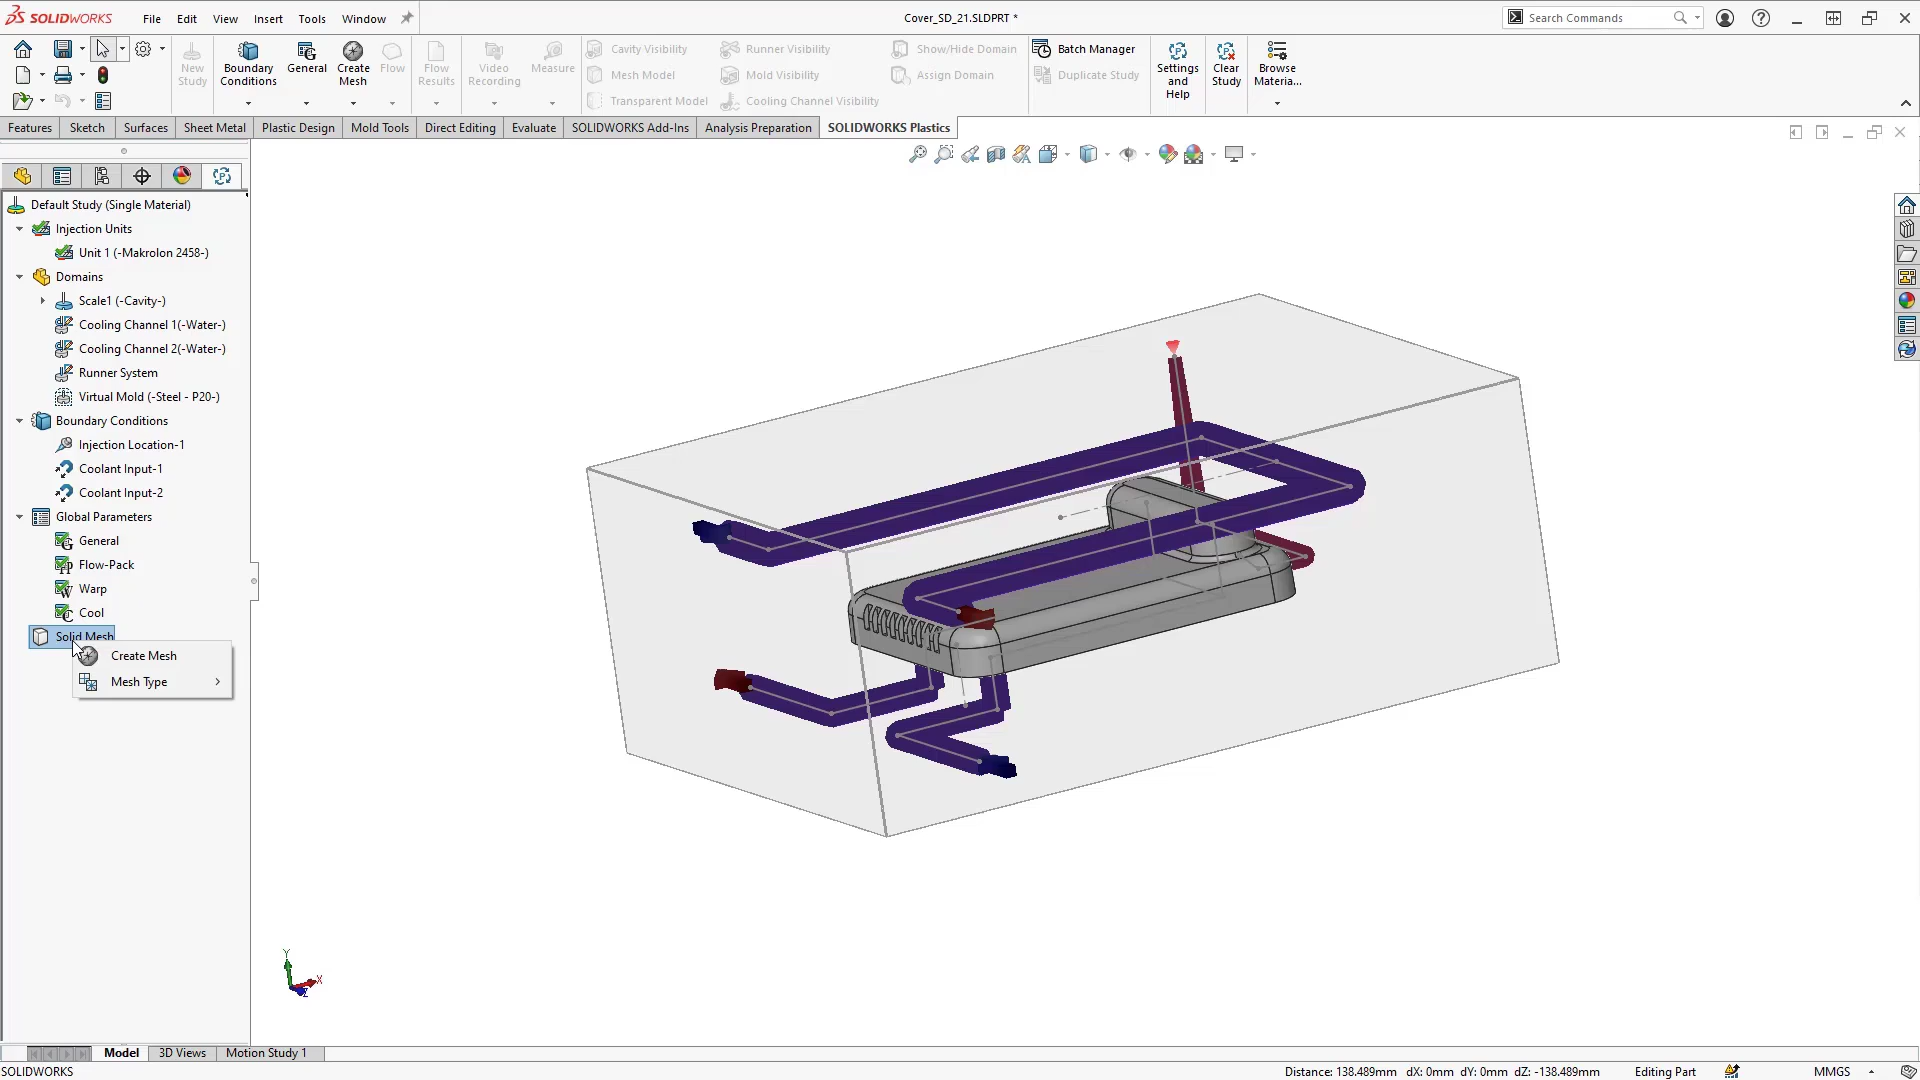 SOLIDWORKS
File Edit View Insert Tools Window
Cover_SD_21.SLDPRT *
Search Commands
New Study
Boundary Conditions
General
Create Mesh
Flow
Flow Results
Video Recording
Measure
Cavity Visibility
Mesh Model
Transparent Model
Runner Visibility
Mold Visibility
Cooling Channel Visibility
Show/Hide Domain
Assign Domain
Batch Manager
Duplicate Study
Settings and Help
Clear Study
Browse Materia...
Features Sketch Surfaces Sheet Metal Plastic Design Mold Tools Direct Editing Evaluate SOLIDWORKS Add-Ins Analysis Preparation SOLIDWORKS Plastics
Default Study (Single Material)
Injection Units
Unit 1 (-Makrolon 2458-)
Domains
Scale1 (-Cavity-)
Cooling Channel 1(-Water-)
Cooling Channel 2(-Water-)
Runner System
Virtual Mold (-Steel - P20-)
Boundary Conditions
Injection Location-1
Coolant Input-1
Coolant Input-2
Global Parameters
General
Flow-Pack
Warp
Cool
Solid Mesh
Create Mesh
Mesh Type
Y
X
Z
Model 3D Views Motion Study 1
SOLIDWORKS
Distance: 138.489mm dX: 0mm dY: 0mm dZ: -138.489mm Editing Part MMGS